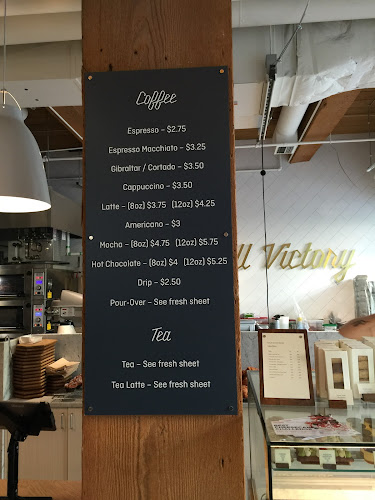 Coffee
Espresso – $2.75
Espresso Macchiato – $3.25
Gibraltar / Cortado – $3.50
Cappuccino – $3.50
Latte – (8oz) $3.75 (12oz) $4.25
Americano – $3
Mocha – (8oz) $4.75 (12oz) $5.75
Hot Chocolate – (8oz) $4 (12oz) $5.25
Drip – $2.50
Pour-Over – See fresh sheet
Tea
Tea – See fresh sheet
Tea Latte – See fresh sheet
ll Victory